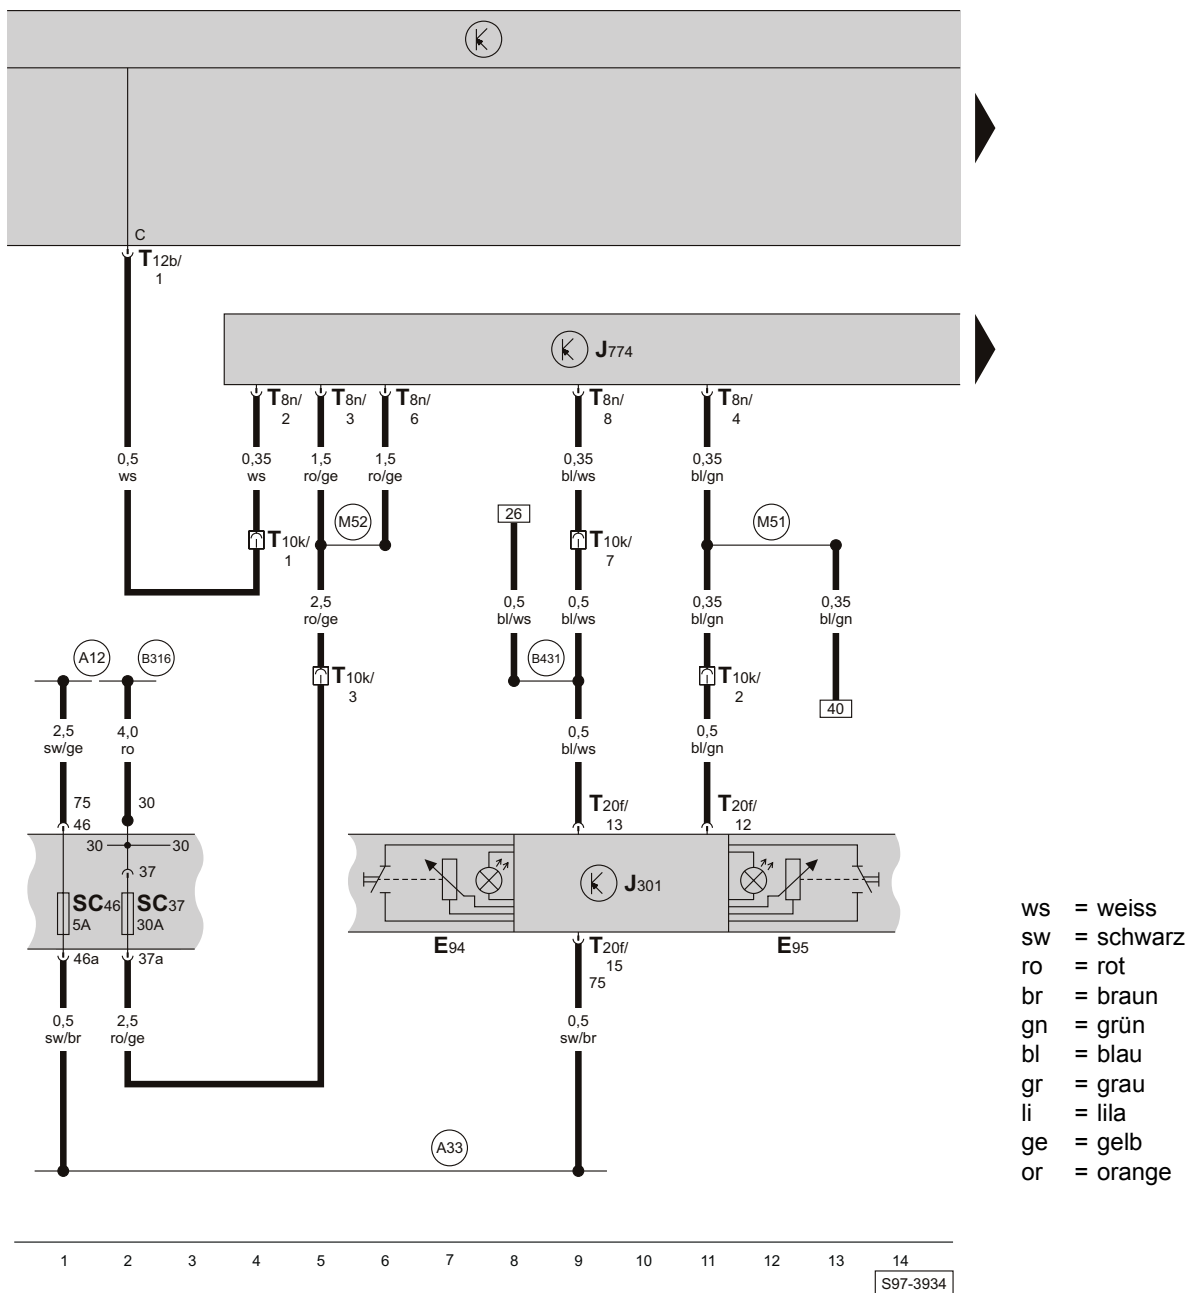 C
T12b/
1
J774
T8n/ T8n/ T8n/ T8n/ T8n/
2 3 6 8 4
0,5 0,35 1,5 1,5 0,35 0,35
ws ws ro/ge ro/ge bl/ws bl/gn
M52 26 M51
T10k/ T10k/
1 7
2,5 0,5 0,5 0,35 0,35
ro/ge bl/ws bl/ws bl/gn bl/gn
A12 B316 B431
T10k/ T10k/
3 2
40
2,5 4,0 0,5 0,5
sw/ge ro bl/ws bl/gn
75 30 T20f/ T20f/
46 13 12
30 30
37
SC46 SC37 J301
5A 30A
E94 T20f/ E95
46a 37a 15
75
0,5 2,5 0,5
sw/br ro/ge sw/br
A33
1 2 3 4 5 6 7 8 9 10 11 12 13 14
S97-3934
ws = weiss
sw = schwarz
ro = rot
br = braun
gn = grün
bl = blau
gr = grau
li = lila
ge = gelb
or = orange